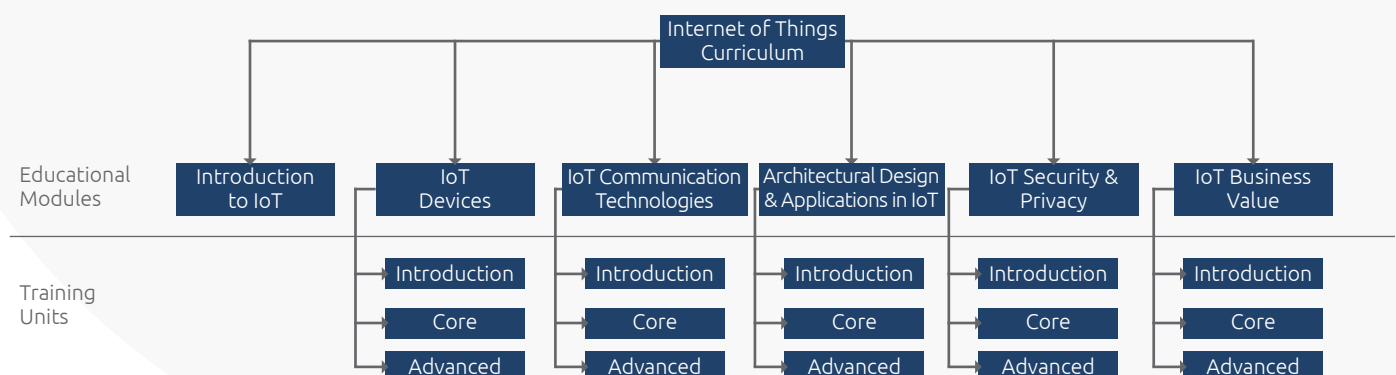 Internet of Things
Curriculum
Educational
Modules
Introduction
to IoT
IoT
Devices
IoT Communication
Technologies
Architectural Design
& Applications in IoT
IoT Security &
Privacy
IoT Business
Value
Training
Units
Introduction
Introduction
Introduction
Introduction
Introduction
Core
Core
Core
Core
Core
Advanced
Advanced
Advanced
Advanced
Advanced